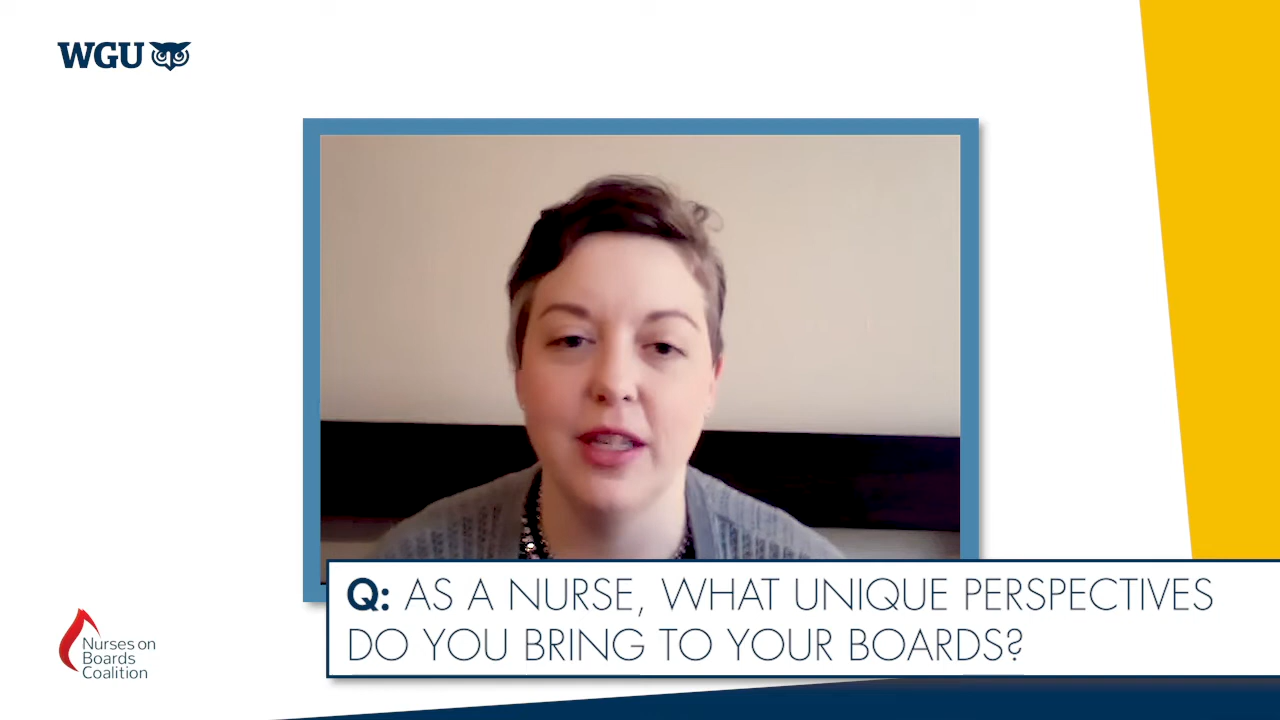 WGU
Q: AS A NURSE, WHAT UNIQUE PERSPECTIVES
DO YOU BRING TO YOUR BOARDS?
Nurses on
Boards
Coalition